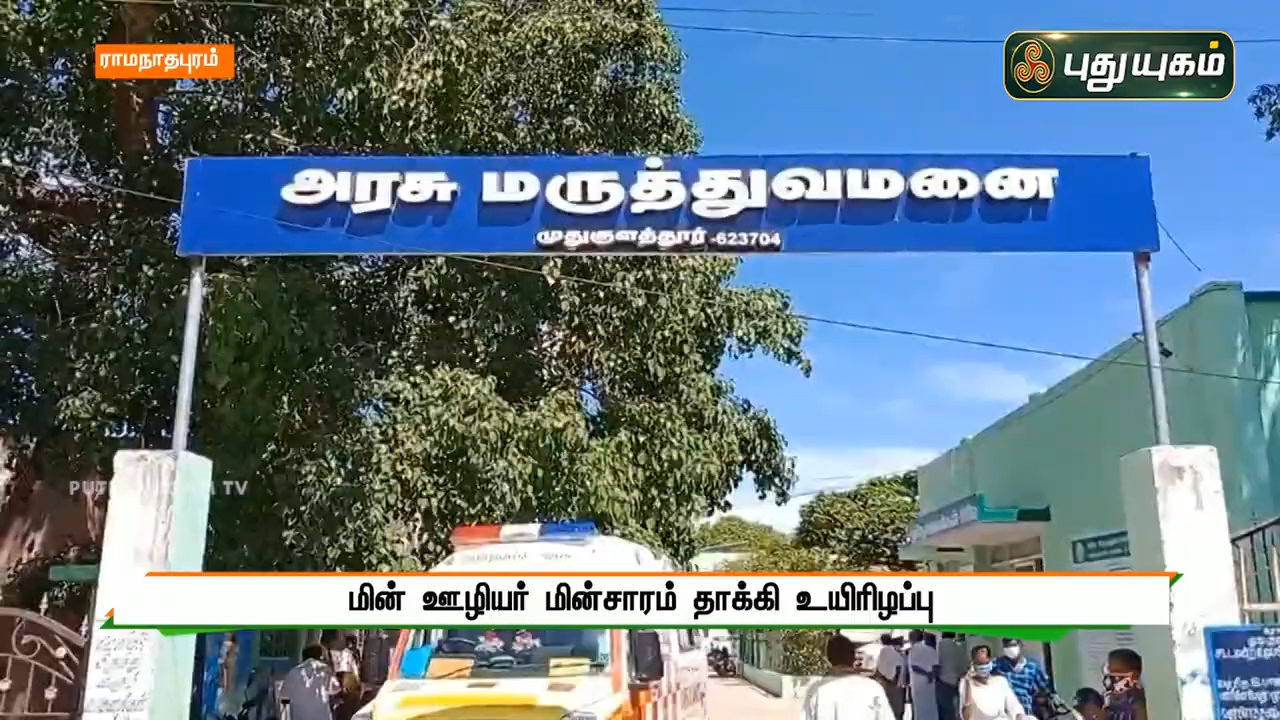 ராமநாதபுரம்
புதுயுகம்
அரசு மருத்துவமனை
முதுகுளத்தூர் -623704
மின் ஊழியர் மின்சாரம் தாக்கி உயிரிழப்பு